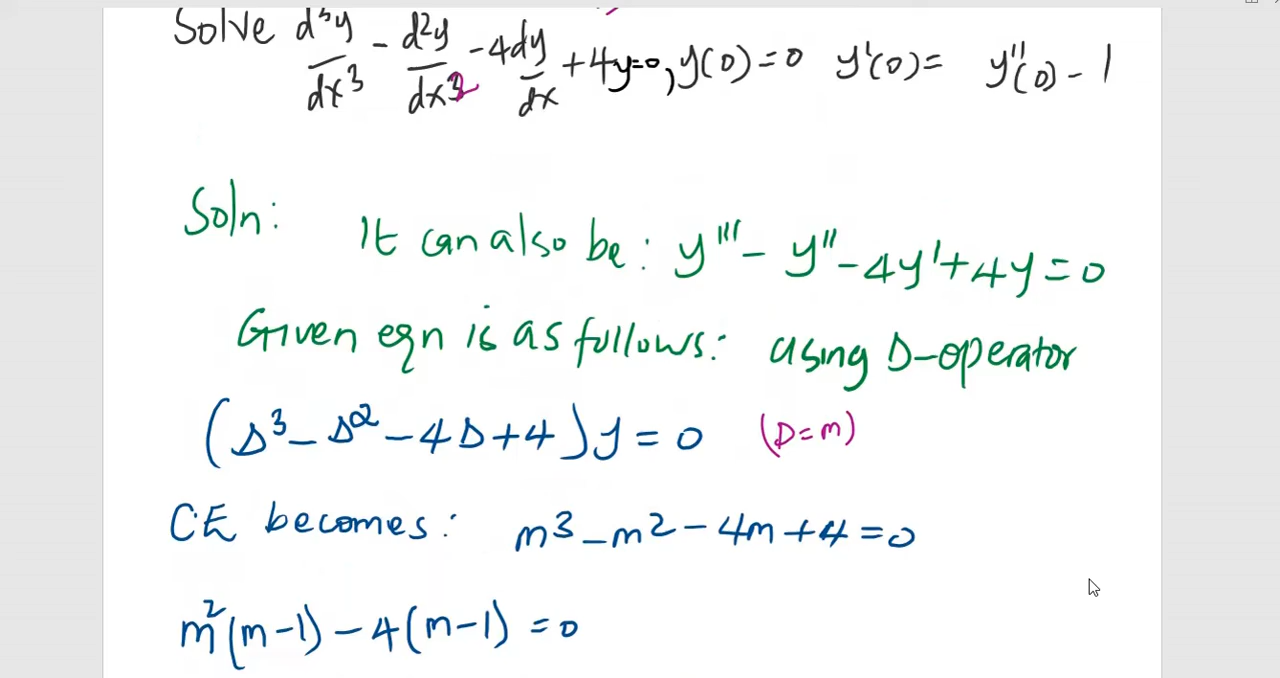 Solve d³y/dx³ - d²y/dx² - 4dy/dx + 4y=0, y(0)=0 y'(0)= y''(0)-1
Soln: It can also be: y''' - y'' - 4y' + 4y = 0
Given eqn is as follows: using D-operator
(D³ - D² - 4D + 4)y = 0 (D=m)
CE becomes: m³ - m² - 4m + 4 = 0
m²(m-1) - 4(m-1) = 0